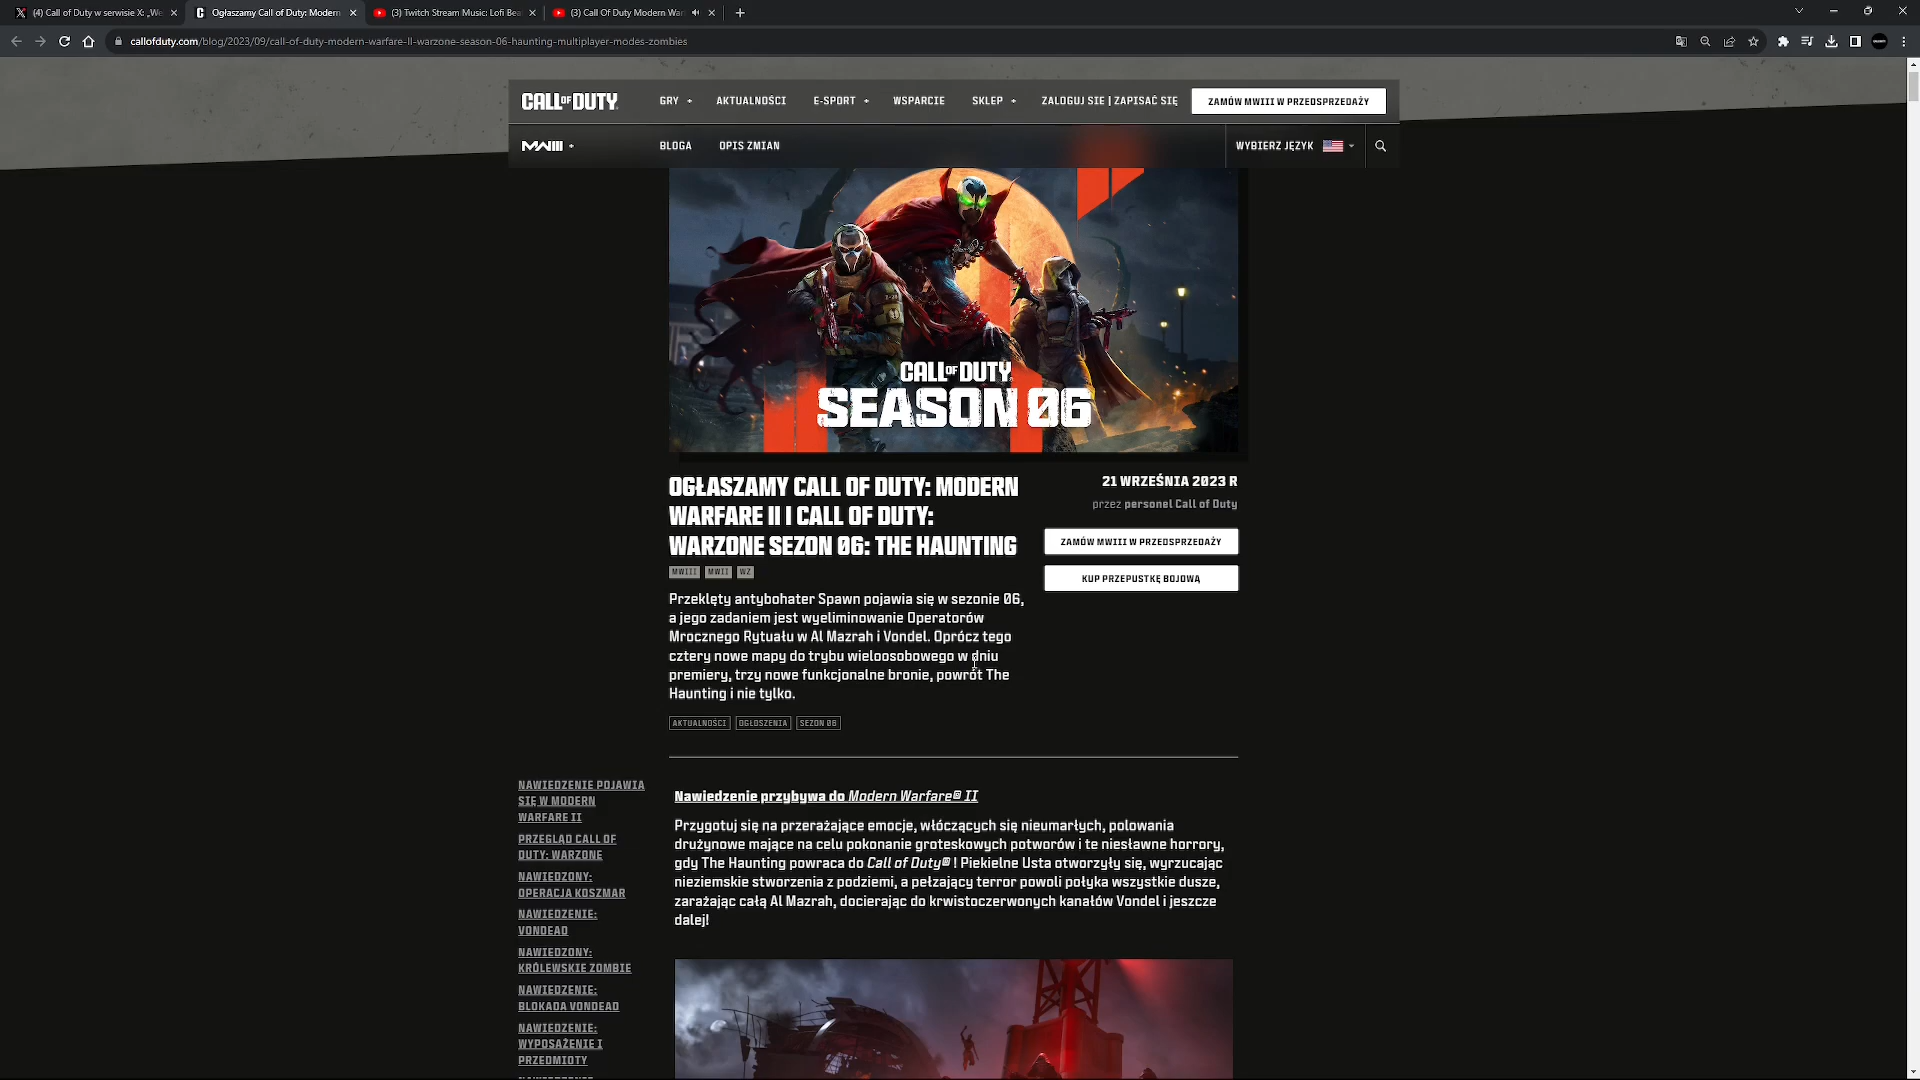 (4) Call of Duty w serwisie X: „We
Ogłaszamy Call of Duty: Modern
(3) Twitch Stream Music: Lofi Bea
(3) Call Of Duty Modern War
callofduty.com/blog/2023/09/call-of-duty-modern-warfare-II-warzone-season-06-haunting-multiplayer-modes-zombies
CALL OF DUTY
GRY +
AKTUALNOŚCI
E-SPORT +
WSPARCIE
SKLEP +
ZALOGUJ SIE | ZAPISAĆ SIĘ
ZAMÓW MWIII W PRZEDSPRZEDAŻY
MWIII +
BLOGA
OPIS ZMIAN
WYBIERZ JĘZYK
CALL OF DUTY
SEASON 06
OGŁASZAMY CALL OF DUTY: MODERN
WARFARE II I CALL OF DUTY:
WARZONE SEZON 06: THE HAUNTING
MWIII MWII WZ
21 WRZEŚNIA 2023 R
przez personel Call of Duty
ZAMÓW MWIII W PRZEDSPRZEDAŻY
KUP PRZEPUSTKĘ BOJOWĄ
Przeklęty antybohater Spawn pojawia się w sezonie 06,
a jego zadaniem jest wyeliminowanie Operatorów
Mrocznego Rytuału w Al Mazrah i Vondel. Oprócz tego
cztery nowe mapy do trybu wieloosobowego w dniu
premiery, trzy nowe funkcjonalne bronie, powrót The
Haunting i nie tylko.
AKTUALNOŚCI OGŁOSZENIA SEZON 06
NAWIEDZENIE POJAWIA
SIĘ W MODERN
WARFARE II
PRZEGLĄD CALL OF
DUTY: WARZONE
NAWIEDZONY:
OPERACJA KOSZMAR
NAWIEDZENIE:
VONDEAD
NAWIEDZONY:
KRÓLEWSKIE ZOMBIE
NAWIEDZENIE:
BLOKADA VONDEAD
NAWIEDZENIE:
WYPOSAŻENIE I
PRZEDMIOTY
Nawiedzenie przybywa do Modern Warfare® II
Przygotuj się na przerażające emocje, włóczących się nieumarłych, polowania
drużynowe mające na celu pokonanie groteskowych potworów i te niesławne horrory,
gdy The Haunting powraca do Call of Duty® ! Piekielne Usta otworzyły się, wyrzucając
nieziemskie stworzenia z podziemi, a pełzający terror powoli połyka wszystkie dusze,
zarażając całą Al Mazrah, docierając do krwistoczerwonych kanałów Vondel i jeszcze
dalej!